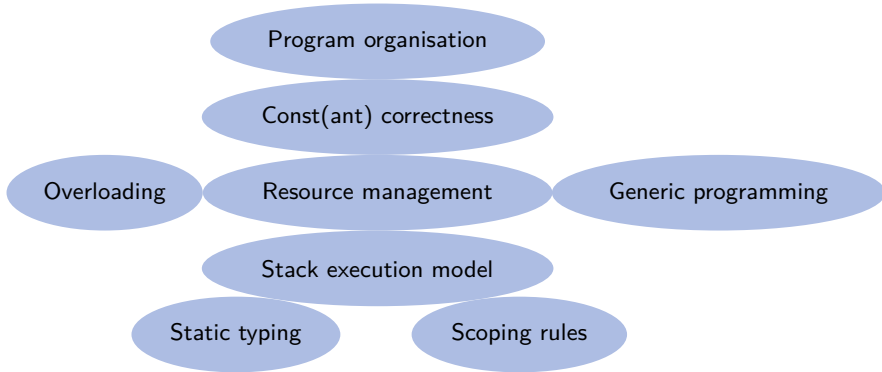 Program organisation
Const(ant) correctness
Overloading
Resource management
Generic programming
Stack execution model
Static typing
Scoping rules